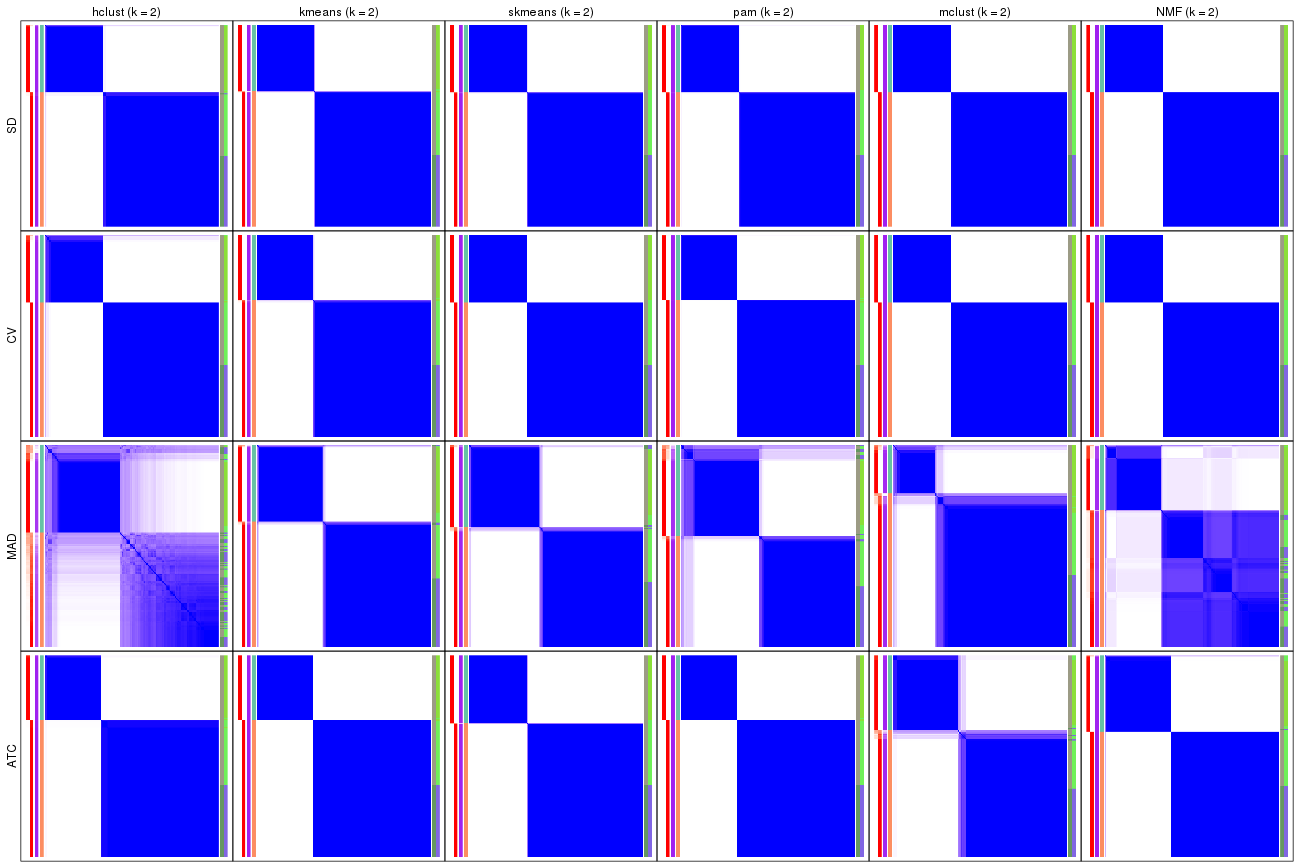 hclust (k = 2) kmeans (k = 2) skmeans (k = 2) pam (k = 2) mclust (k = 2) NMF (k = 2)
SD
CV
MAD
ATC